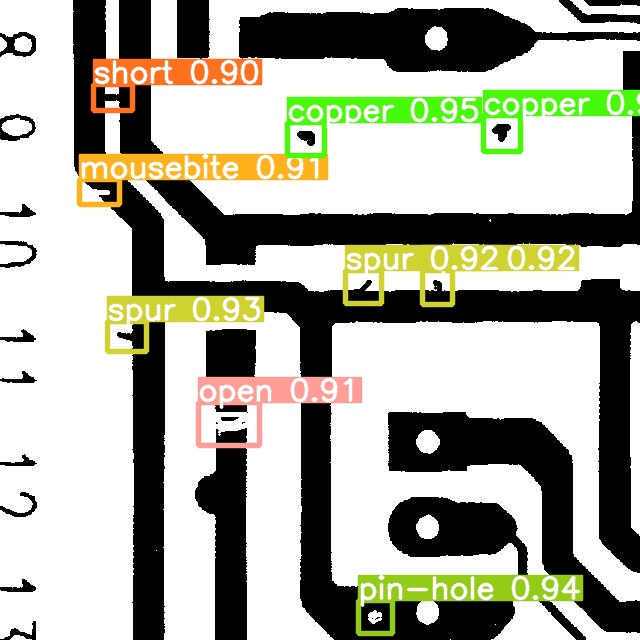 8
short 0.90
copper 0.95
copper 0.9
9
mousebite 0.91
10
spur 0.92
0.92
spur 0.93
11
open 0.91
12
pin-hole 0.94
13